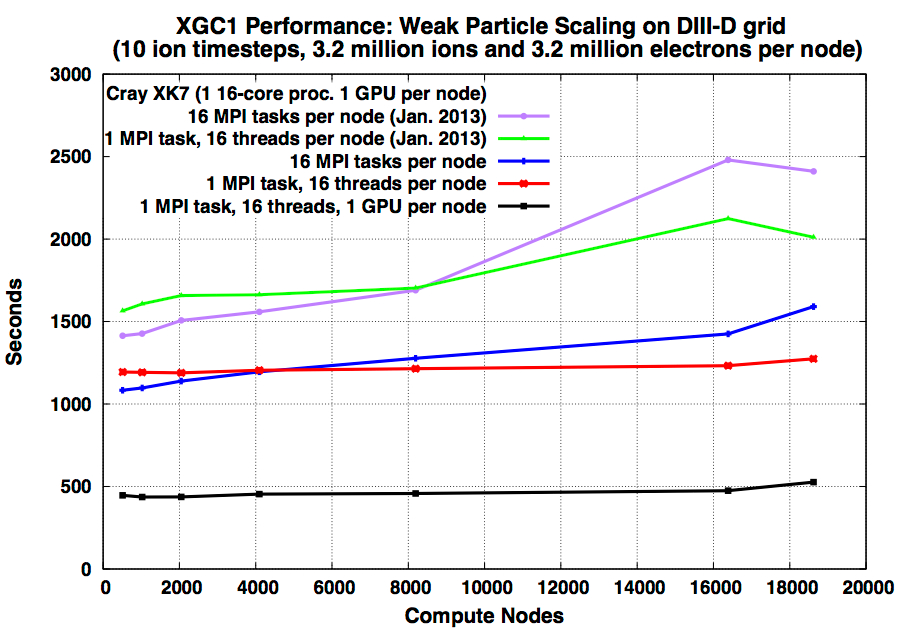 XGC1 Performance: Weak Particle Scaling on DIII-D grid
(10 ion timesteps, 3.2 million ions and 3.2 million electrons per node)
3000
2500
2000
1500
1000
500
0
Seconds
Cray XK7 (1 16-core proc. 1 GPU per node)
16 MPI tasks per node (Jan. 2013)
1 MPI task, 16 threads per node (Jan. 2013)
16 MPI tasks per node
1 MPI task, 16 threads per node
1 MPI task, 16 threads, 1 GPU per node
0 2000 4000 6000 8000 10000 12000 14000 16000 18000 20000
Compute Nodes